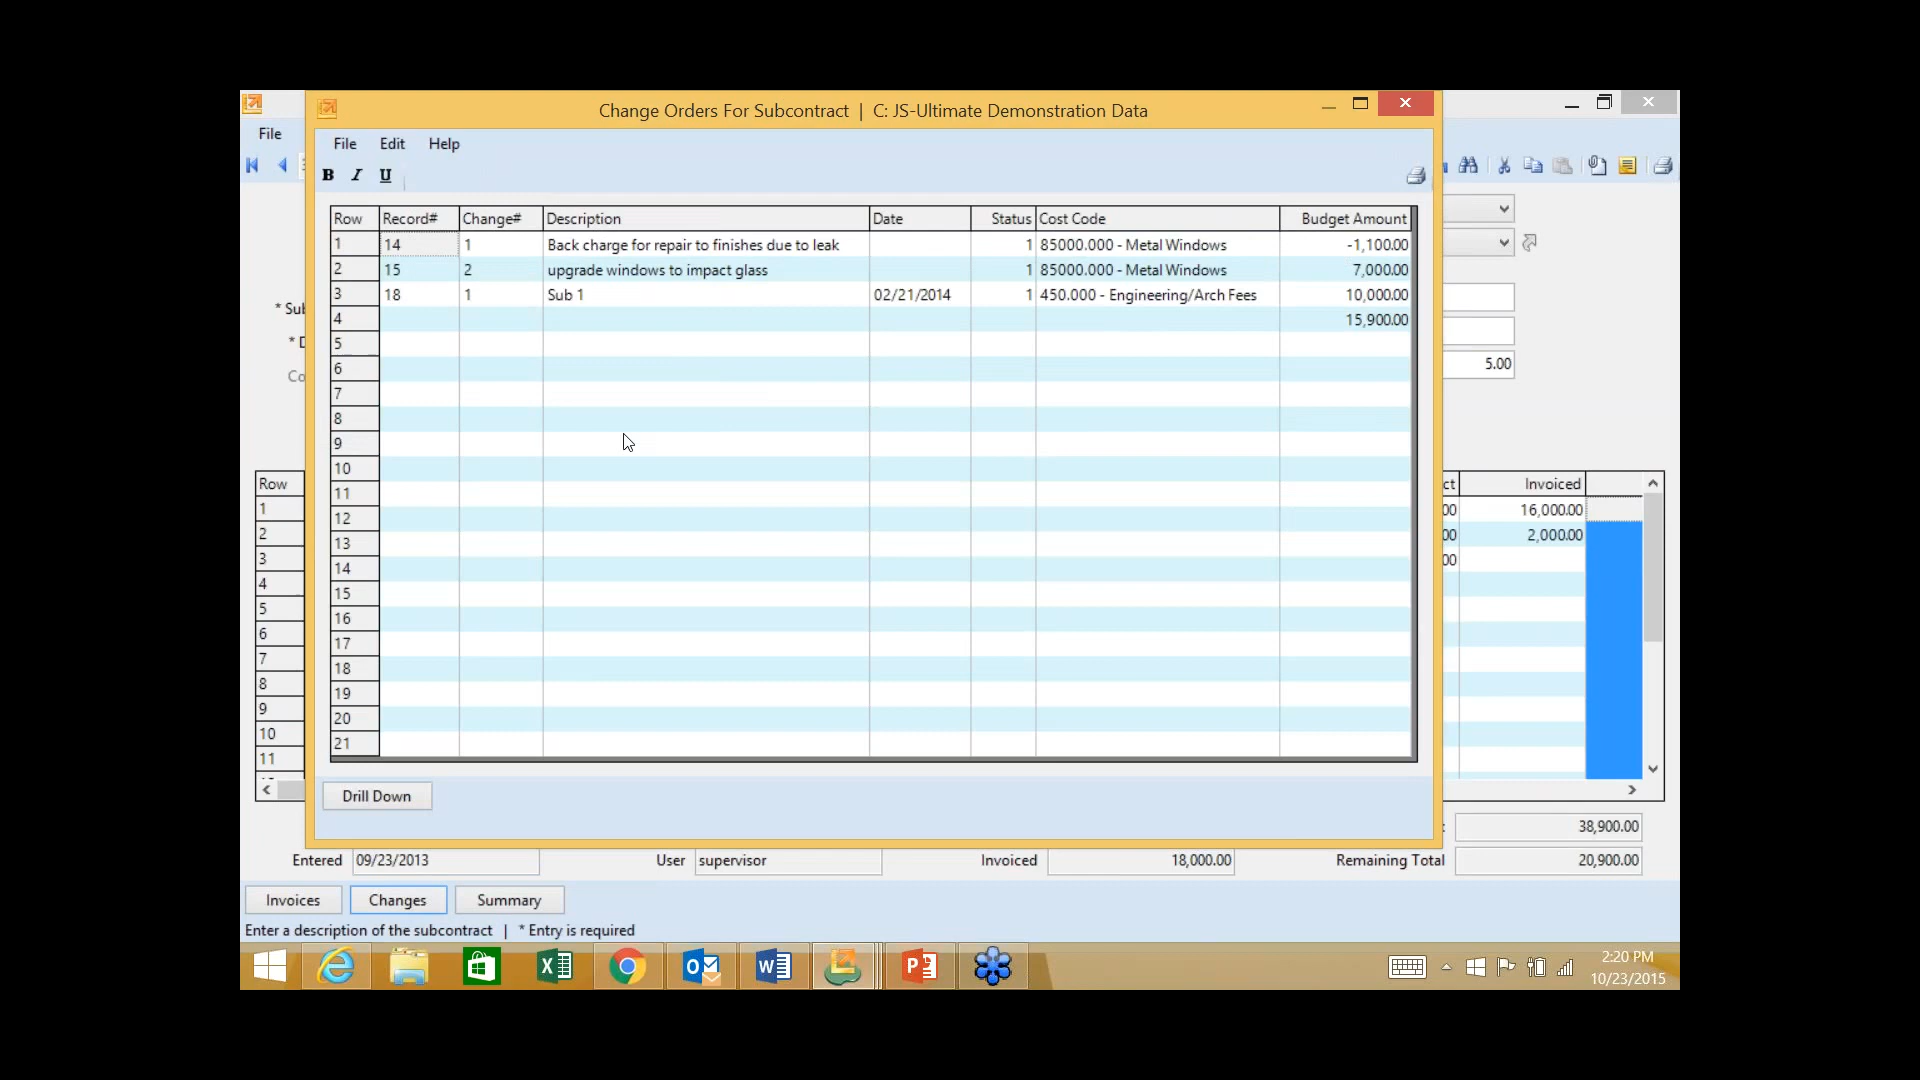 Change Orders For Subcontract | C: JS-Ultimate Demonstration Data
File
File Edit Help
B I U
Row Record# Change# Description Date Status Cost Code Budget Amount
1 14 1 Back charge for repair to finishes due to leak 1 85000.000 - Metal Windows -1,100.00
2 15 2 upgrade windows to impact glass 1 85000.000 - Metal Windows 7,000.00
3 18 1 Sub 1 02/21/2014 1 450.000 - Engineering/Arch Fees 10,000.00
4 15,900.00
5
6
7
8
9
10
11
12
13
14
15
16
17
18
19
20
21
Drill Down
* Sub
* D
Co
5.00
Row ct Invoiced
1 00 16,000.00
2 00 2,000.00
3 00
4
5
6
7
8
9
10
11
: 38,900.00
Entered 09/23/2013 User supervisor Invoiced 18,000.00 Remaining Total 20,900.00
Invoices Changes Summary
Enter a description of the subcontract | * Entry is required
2:20 PM
10/23/2015